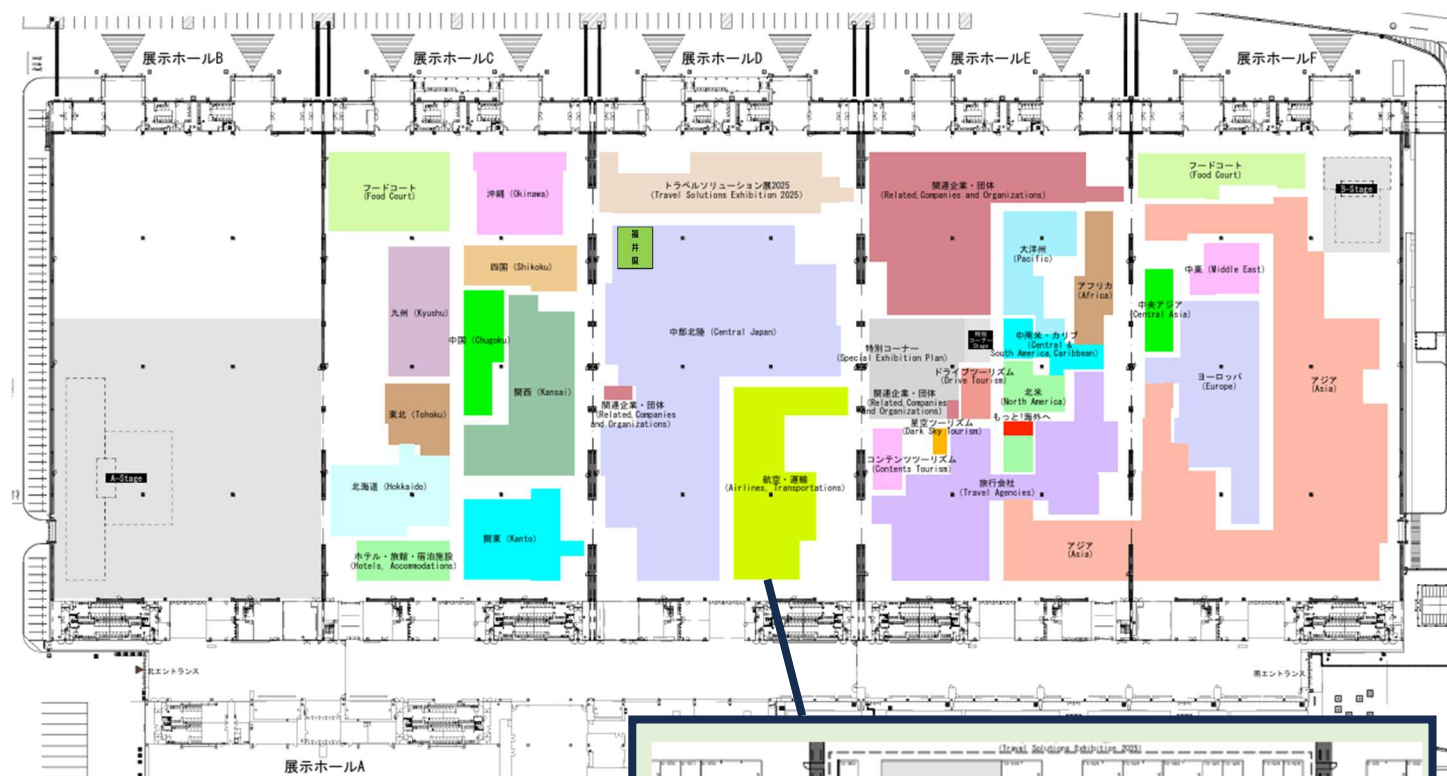 展示ホールB
展示ホールC
展示ホールD
展示ホールE
展示ホールF
フードコート
(Food Court)
沖縄 (Okinawa)
トラベルソリューション展2025
(Travel Solutions Exhibition 2025)
関連企業・団体
(Related Companies and Organizations)
フードコート
(Food Court)
B-Stage
福
井
県
四国 (Shikoku)
九州 (Kyushu)
中国 (Chugoku)
関西 (Kansai)
中部北陸 (Central Japan)
大洋州
(Pacific)
アフリカ
(Africa)
中東 (Middle East)
中央アジア
(Central Asia)
特別コーナー
(Special Exhibition Plan)
特別
コーナー
Stage
中南米・カリブ
(Central &
South America, Caribbean)
ドライブツーリズム
(Drive Tourism)
ヨーロッパ
(Europe)
アジア
(Asia)
東北 (Tohoku)
関連企業・団体
(Related Companies
and Organizations)
関連企業・団体
(Related Companies
and Organizations)
北米
(North America)
もっと!海外へ
星空ツーリズム
(Dark Sky Tourism)
コンテンツツーリズム
(Contents Tourism)
A-Stage
北海道 (Hokkaido)
航空・運輸
(Airlines, Transportations)
旅行会社
(Travel Agencies)
関東 (Kanto)
ホテル・旅館・宿泊施設
(Hotels, Accommodations)
アジア
(Asia)
北エントランス
南エントランス
展示ホールA
(Travel Solutions Exhibition 2025)